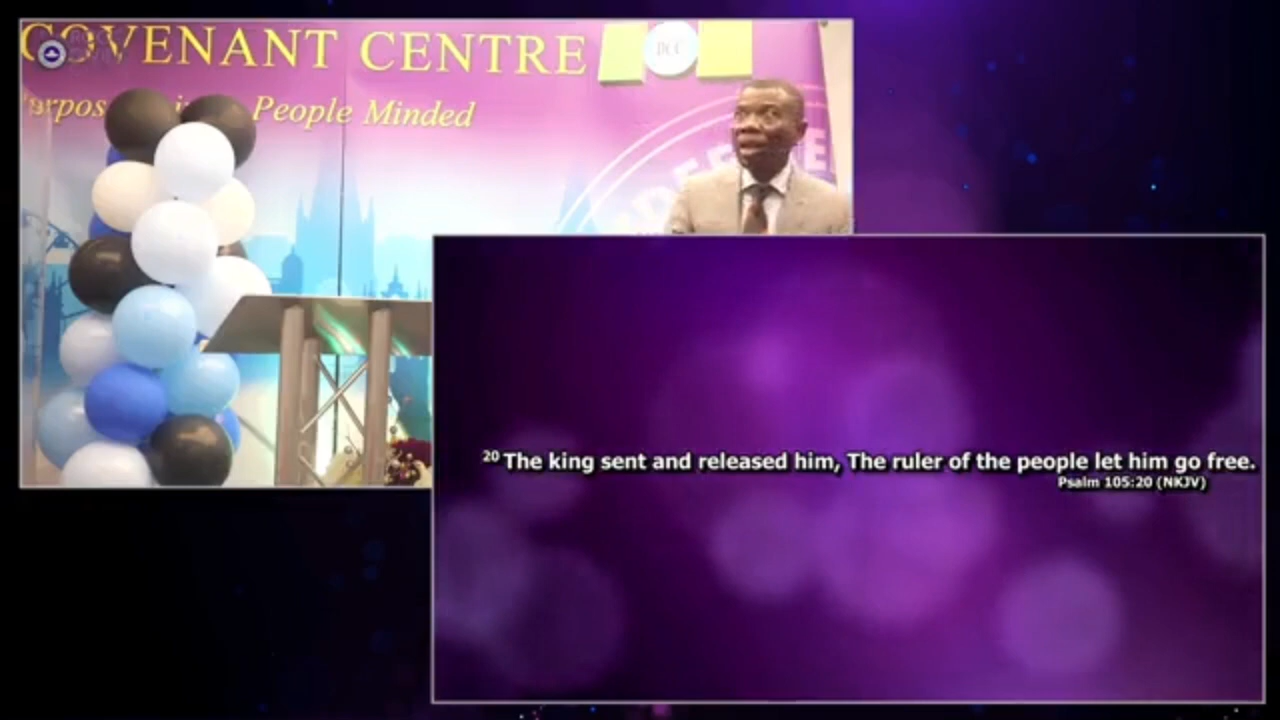 COVENANT CENTRE
DCC
People Minded
20 The king sent and released him, The ruler of the people let him go free.
Psalm 105:20 (NKJV)